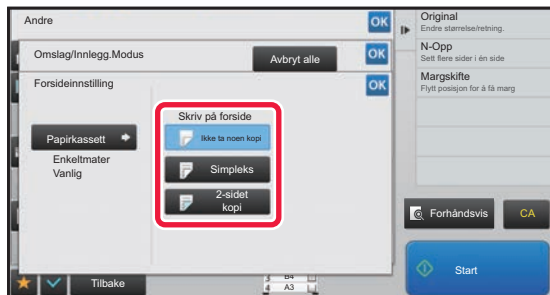 Andre
OK
Omslag/Innlegg.Modus
Avbryt alle
OK
Forsideinnstilling
OK
Skriv på forside
Papirkassett
Enkeltmater
Vanlig
Ikke ta noen kopi
Simpleks
2-sidet
kopi
Tilbake
3 B4
4 A3
Original
Endre størrelse/retning.
N-Opp
Sett flere sider i én side
Margskifte
Flytt posisjon for å få marg
Forhåndsvis
CA
Start